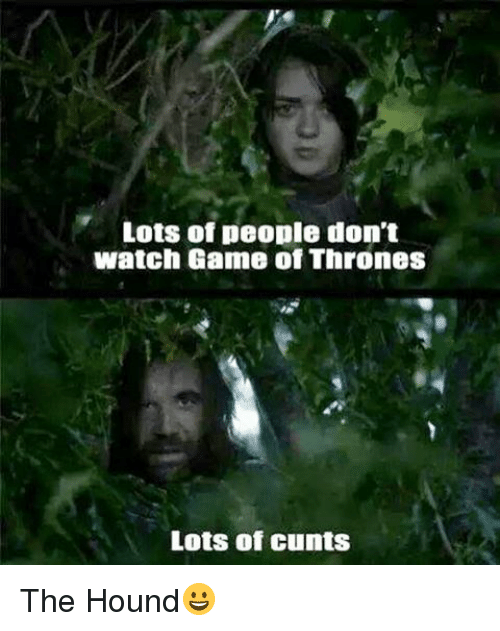 Lots of people don't
watch Game of Thrones
Lots of cunts
The Hound😀